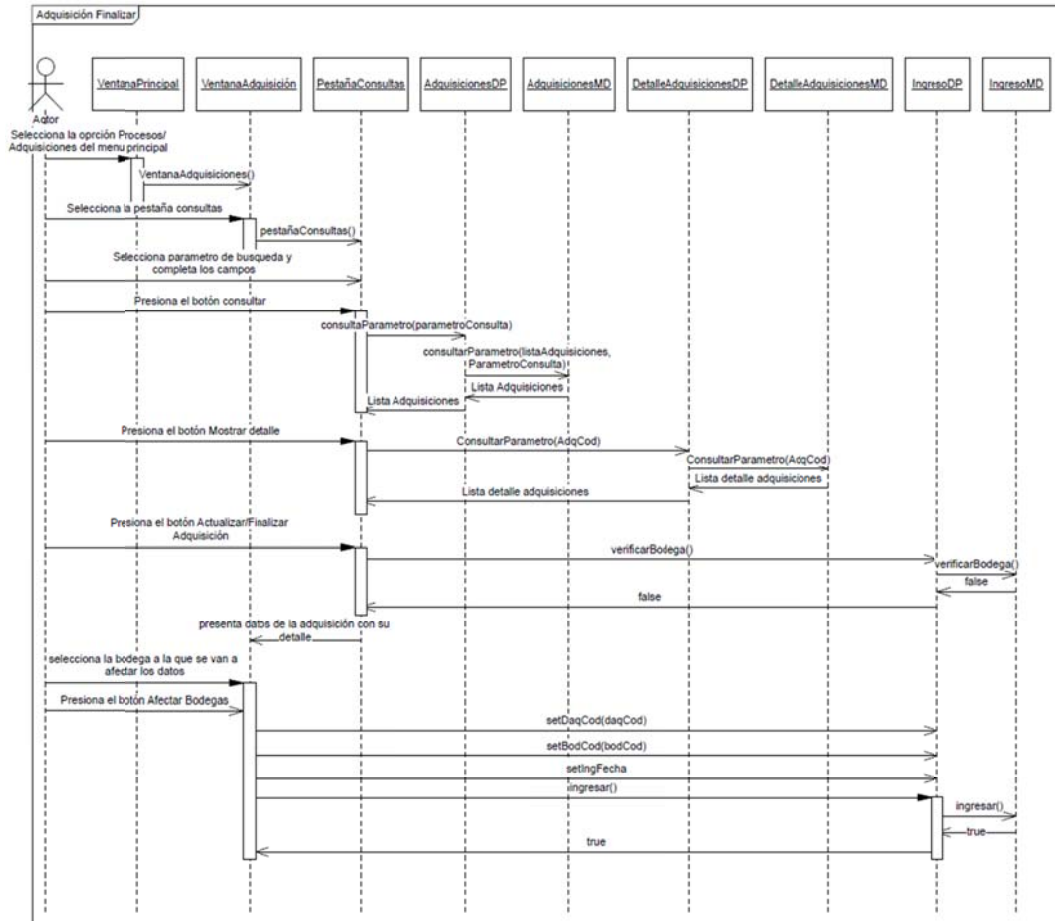 Adquisición Finalizar
VentanaPrincipal
VentanaAdquisición
PestañaConsultas
AdquisicionesDP
AdquisicionesMD
DetalleAdquisicionesDP
DetalleAdquisicionesMD
IngresoDP
IngresoMD
Actor
Selecciona la oprción Procesos/
Adquisiciones del menu principal
VentanaAdquisiciones()
Selecciona la pestaña consultas
pestañaConsultas()
Selecciona parametro de busqueda y
completa los campos
Presiona el botón consultar
consultaParametro(parametroConsulta)
consultarParametro(listaAdquisiciones,
ParametroConsulta)
Lista Adquisiciones
Lista Adquisiciones
Presiona el botón Mostrar detalle
ConsultarParametro(AdqCod)
ConsultarParametro(AdqCod)
Lista detalle adquisiciones
Lista detalle adquisiciones
Presiona el botón Actualizar/Finalizar
Adquisición
verificarBodega()
verificarBodega()
false
false
presenta datos de la adquisición con su
detalle
selecciona la bodega a la que se van a
afectar los datos
Presiona el botón Afectar Bodegas
setDaqCod(daqCod)
setBodCod(bodCod)
setIngFecha
ingresar()
ingresar()
true
true